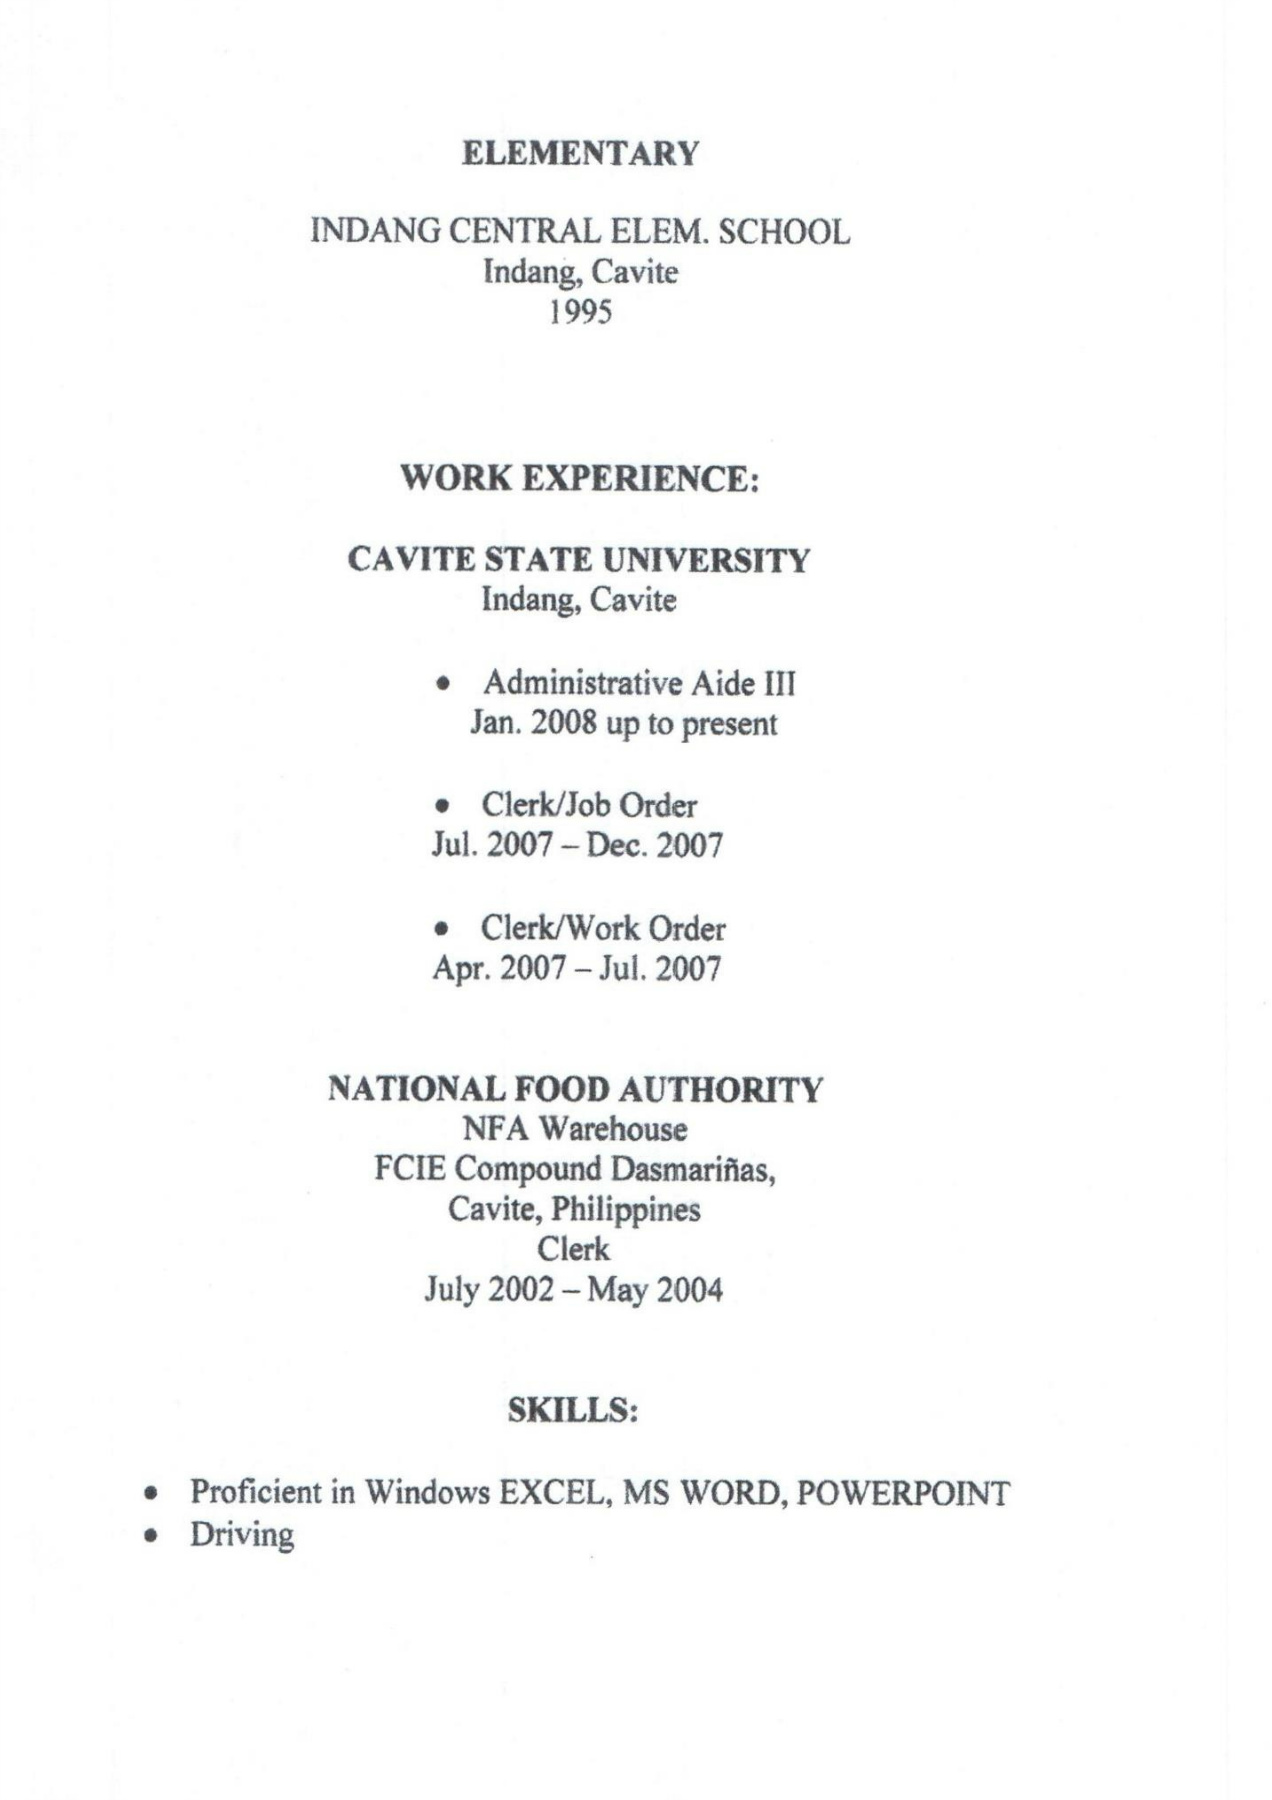 ELEMENTARY
INDANG CENTRAL ELEM. SCHOOL
Indang, Cavite
1995
WORK EXPERIENCE:
CAVITE STATE UNIVERSITY
Indang, Cavite
• Administrative Aide III
Jan. 2008 up to present
• Clerk/Job Order
Jul. 2007 – Dec. 2007
• Clerk/Work Order
Apr. 2007 – Jul. 2007
NATIONAL FOOD AUTHORITY
NFA Warehouse
FCIE Compound Dasmariñas,
Cavite, Philippines
Clerk
July 2002 – May 2004
SKILLS:
• Proficient in Windows EXCEL, MS WORD, POWERPOINT
• Driving